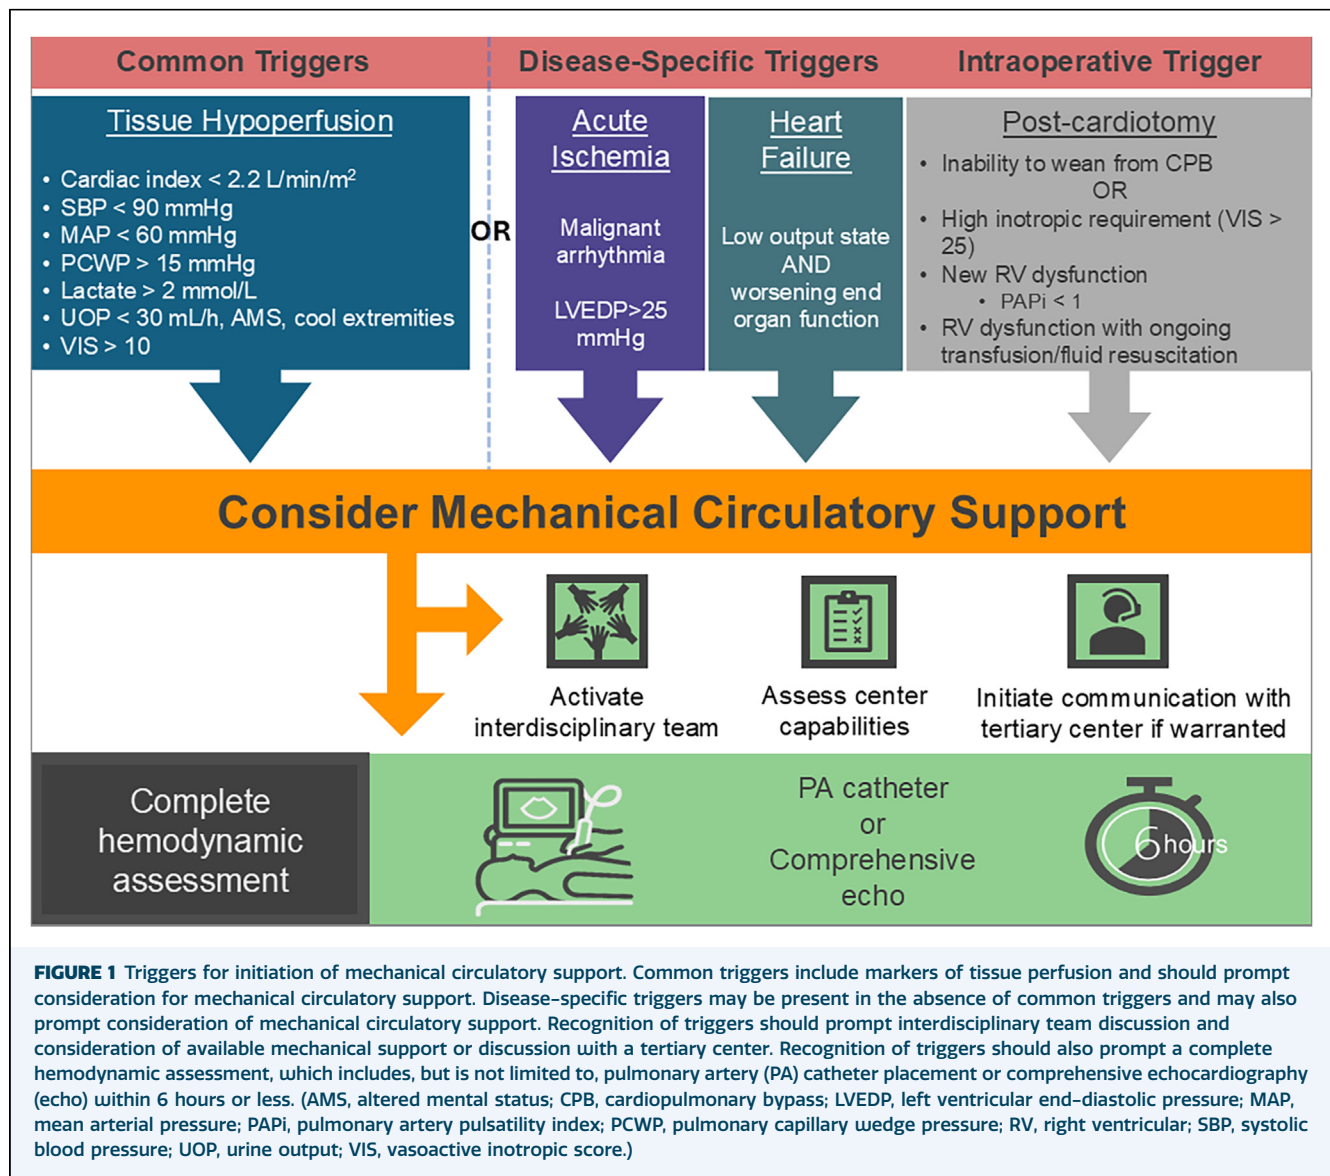 Common Triggers
Disease-Specific Triggers
Intraoperative Trigger
Tissue Hypoperfusion
• Cardiac index < 2.2 L/min/m²
• SBP < 90 mmHg
• MAP < 60 mmHg
• PCWP > 15 mmHg
• Lactate > 2 mmol/L
• UOP < 30 mL/h, AMS, cool extremities
• VIS > 10
OR
Acute
Ischemia
Malignant
arrhythmia
LVEDP>25
mmHg
Heart
Failure
Low output state
AND
worsening end
organ function
Post-cardiotomy
• Inability to wean from CPB
OR
• High inotropic requirement (VIS >
25)
• New RV dysfunction
• PAPi < 1
• RV dysfunction with ongoing
transfusion/fluid resuscitation
Consider Mechanical Circulatory Support
Activate
interdisciplinary team
Assess center
capabilities
Initiate communication with
tertiary center if warranted
Complete
hemodynamic
assessment
PA catheter
or
Comprehensive
echo
6 hours
FIGURE 1 Triggers for initiation of mechanical circulatory support. Common triggers include markers of tissue perfusion and should prompt
consideration for mechanical circulatory support. Disease-specific triggers may be present in the absence of common triggers and may also
prompt consideration of mechanical circulatory support. Recognition of triggers should prompt interdisciplinary team discussion and
consideration of available mechanical support or discussion with a tertiary center. Recognition of triggers should also prompt a complete
hemodynamic assessment, which includes, but is not limited to, pulmonary artery (PA) catheter placement or comprehensive echocardiography
(echo) within 6 hours or less. (AMS, altered mental status; CPB, cardiopulmonary bypass; LVEDP, left ventricular end-diastolic pressure; MAP,
mean arterial pressure; PAPi, pulmonary artery pulsatility index; PCWP, pulmonary capillary wedge pressure; RV, right ventricular; SBP, systolic
blood pressure; UOP, urine output; VIS, vasoactive inotropic score.)